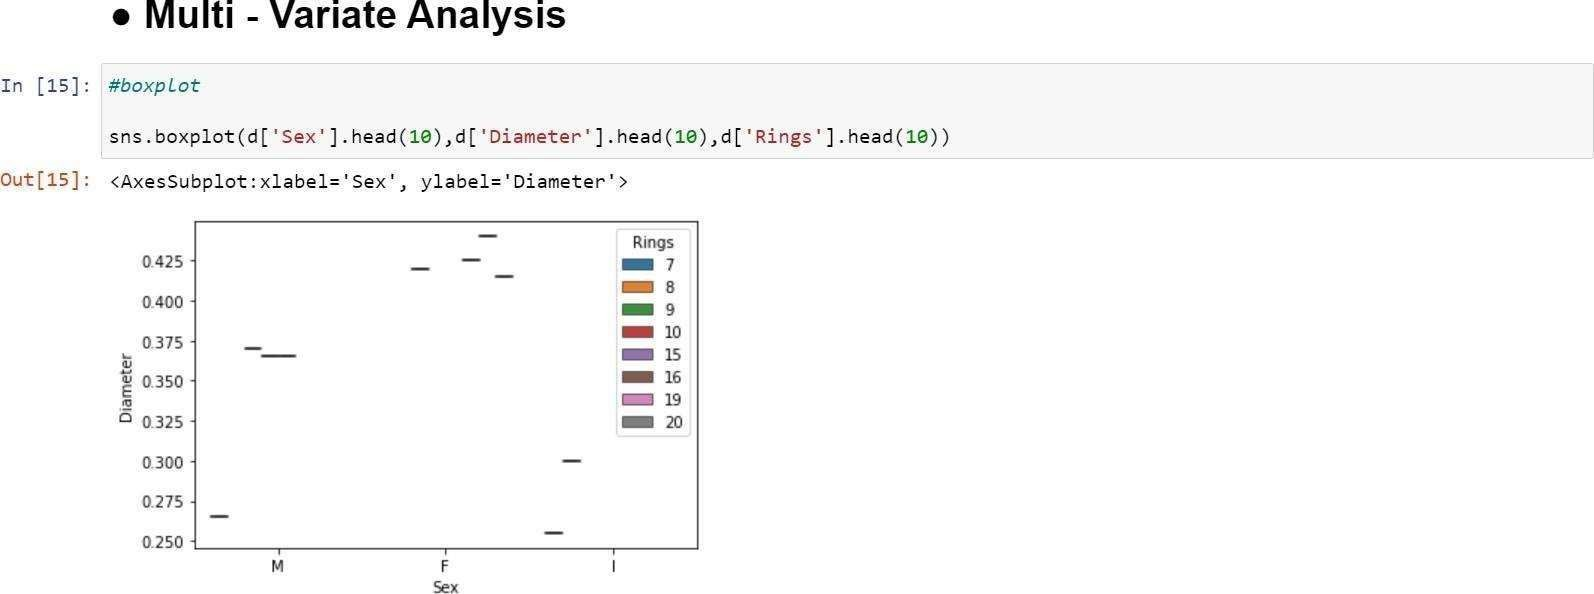 ● Multi - Variate Analysis
In [15]: #boxplot
sns.boxplot(d['Sex'].head(10),d['Diameter'].head(10),d['Rings'].head(10))
Out[15]: <AxesSubplot:xlabel='Sex', ylabel='Diameter'>
Rings
7
8
9
10
15
16
19
20
0.425
0.400
0.375
0.350
0.325
0.300
0.275
0.250
Diameter
M F I
Sex